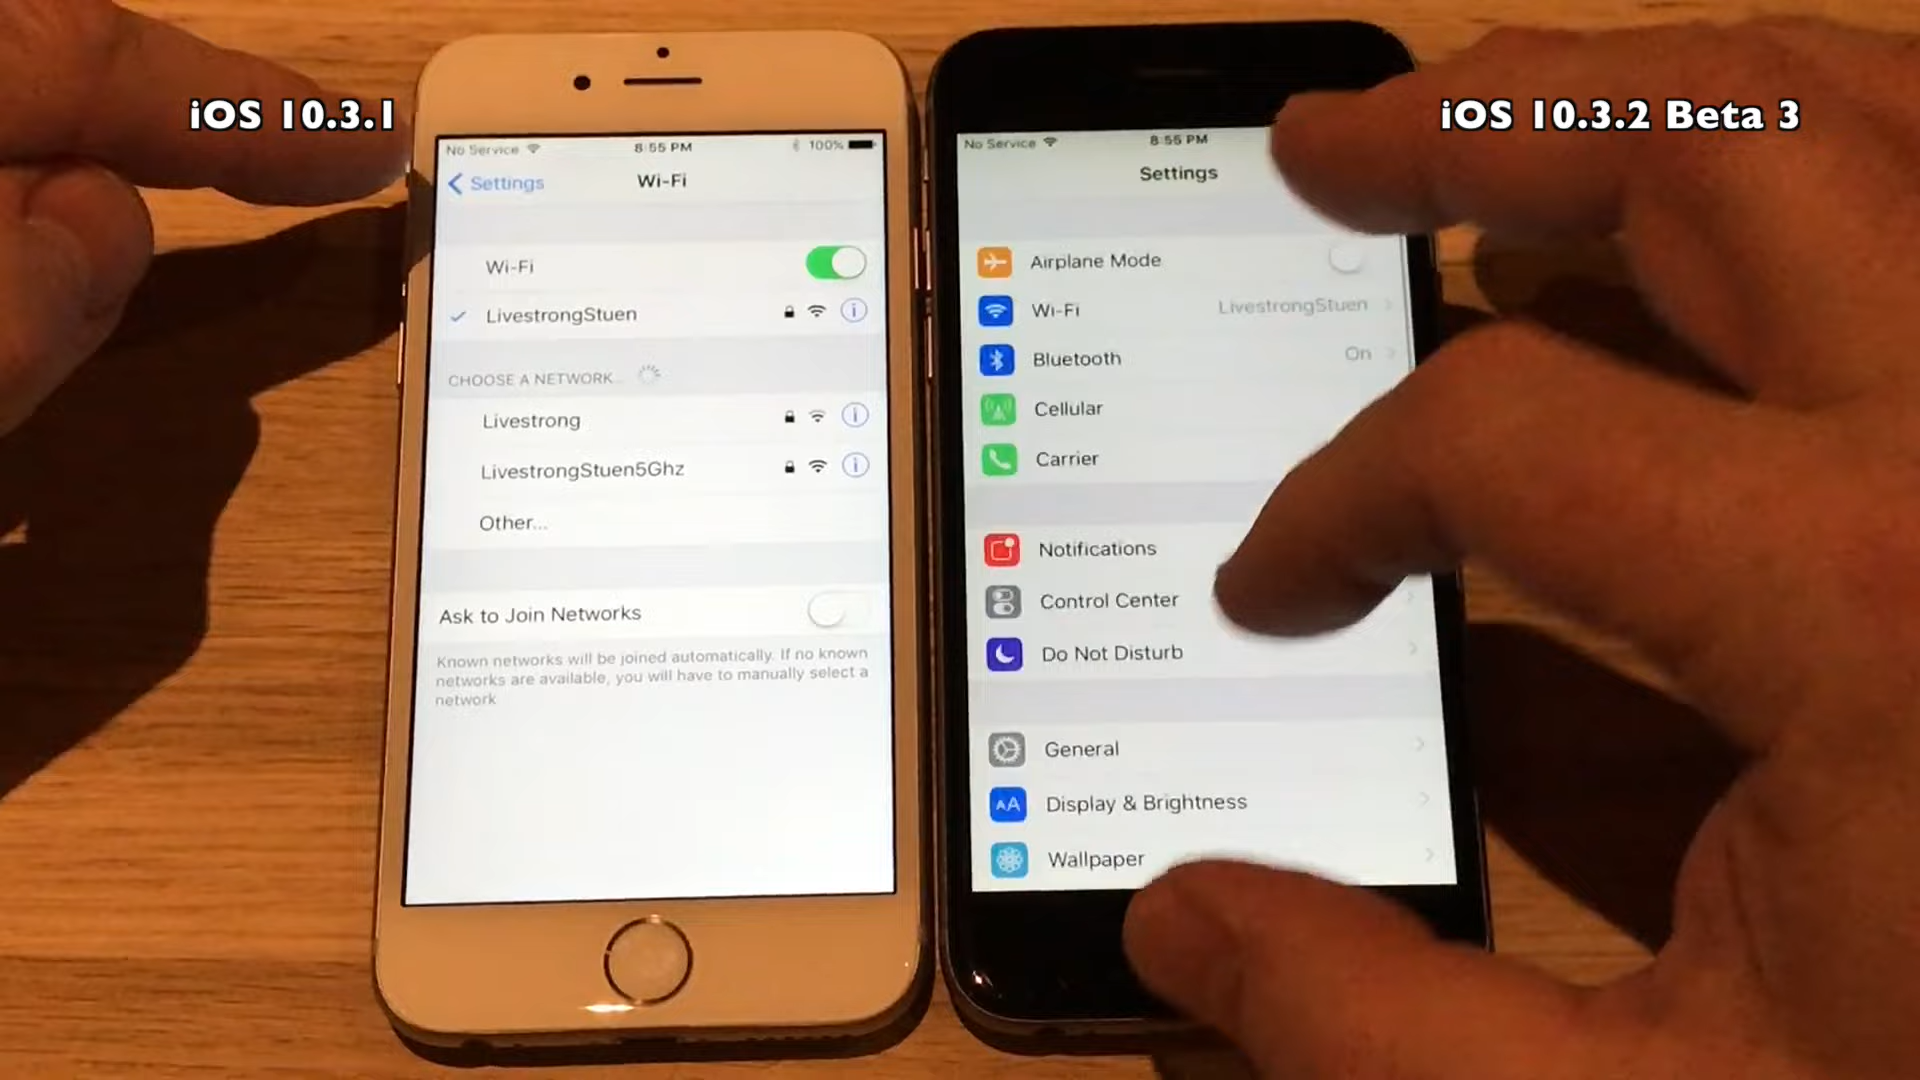 iOS 10.3.1
No Service
8:55 PM
100%
Settings
Wi-Fi
Wi-Fi
LivestrongStuen
CHOOSE A NETWORK...
Livestrong
LivestrongStuen5Ghz
Other...
Ask to Join Networks
Known networks will be joined automatically. If no known
networks are available, you will have to manually select a
network
iOS 10.3.2 Beta 3
No Service
8:55 PM
Settings
Airplane Mode
Wi-Fi LivestrongStuen
Bluetooth On
Cellular
Carrier
Notifications
Control Center
Do Not Disturb
General
AA Display & Brightness
Wallpaper